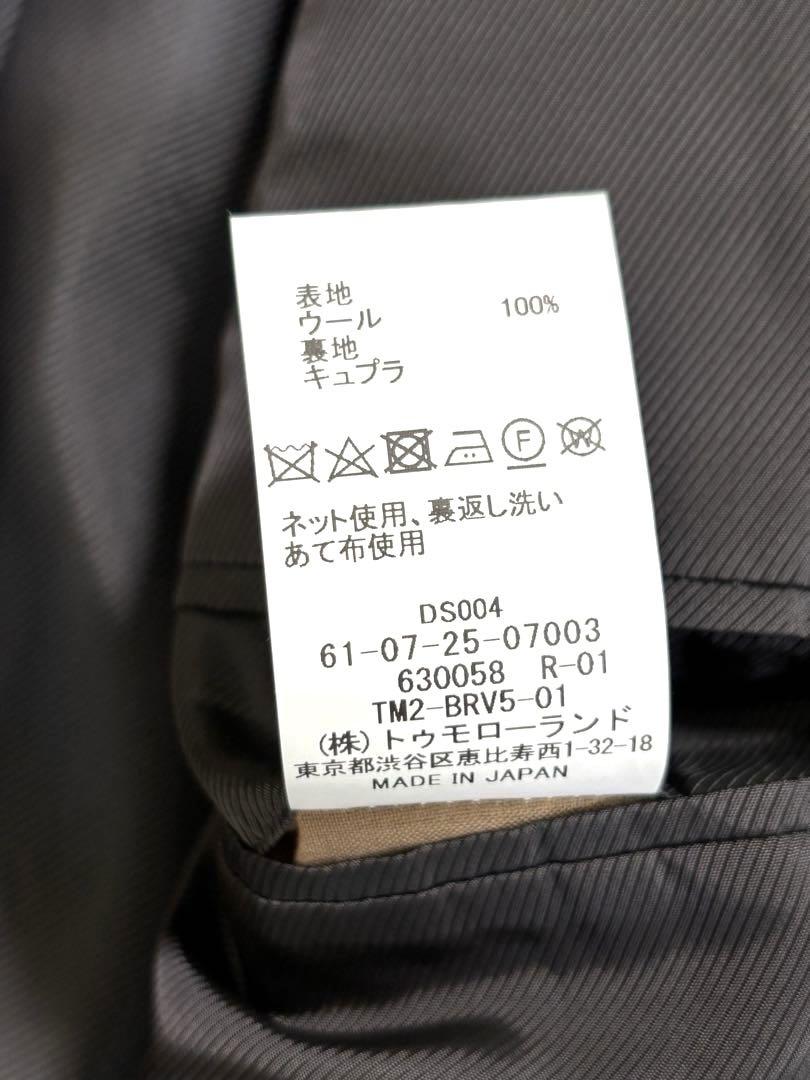 表地
ウール 100%
裏地
キュプラ
F
W
ネット使用、裏返し洗い
あて布使用
DS004
61-07-25-07003
630058 R-01
TM2-BRV5-01
(株)トゥモローランド
東京都渋谷区恵比寿西1-32-18
MADE IN JAPAN